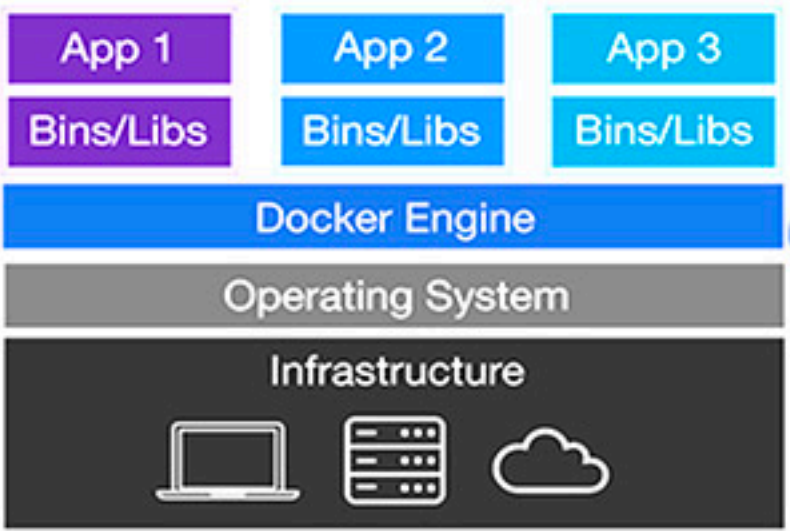 App 1 App 2 App 3
Bins/Libs Bins/Libs Bins/Libs
Docker Engine
Operating System
Infrastructure